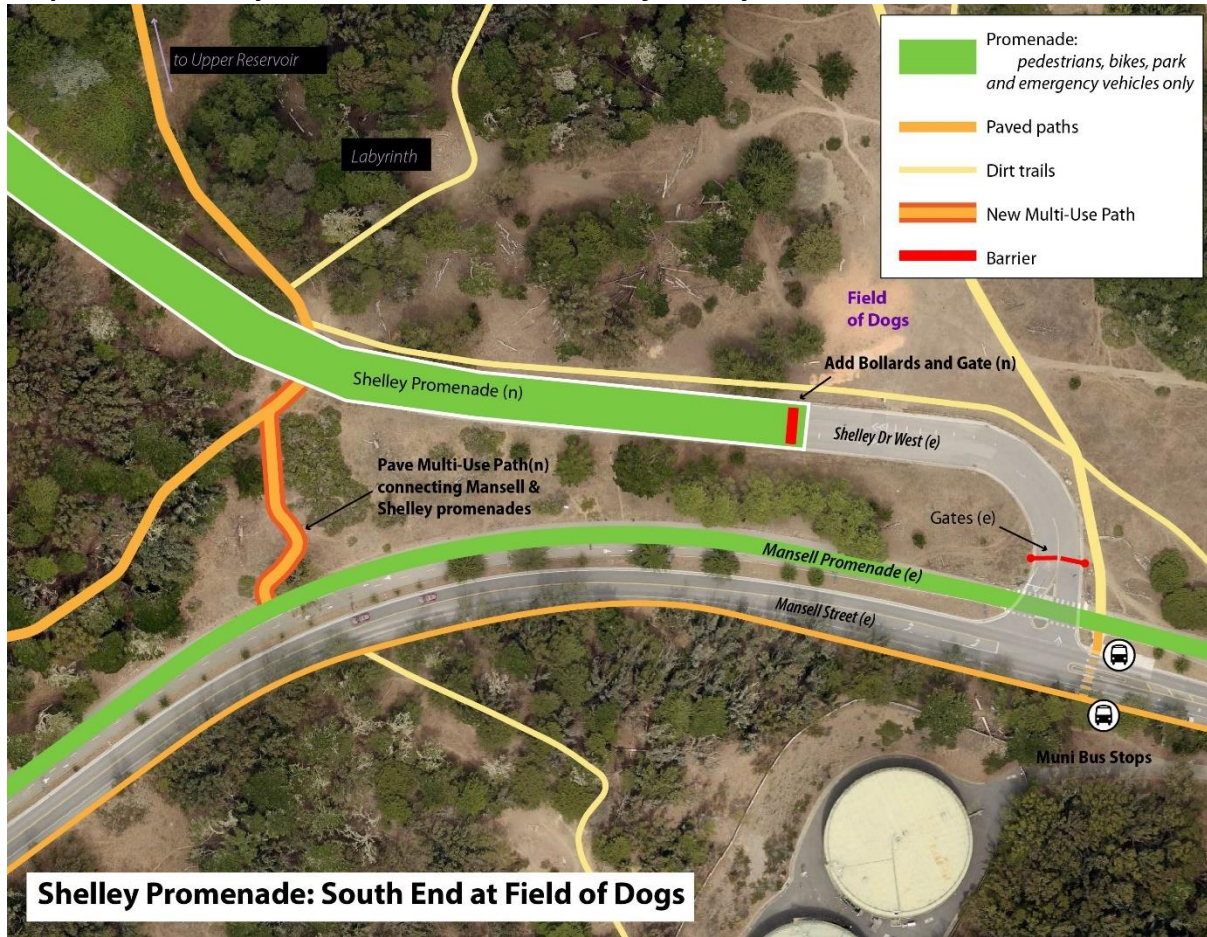 to Upper Reservoir
Labyrinth
Promenade:
pedestrians, bikes, park
and emergency vehicles only
Paved paths
Dirt trails
New Multi-Use Path
Barrier
Field
of Dogs
Add Bollards and Gate (n)
Shelley Promenade (n)
Shelley Dr West (e)
Pave Multi-Use Path(n)
connecting Mansell &
Shelley promenades
Gates (e)
Mansell Promenade (e)
Mansell Street (e)
Muni Bus Stops
Shelley Promenade: South End at Field of Dogs